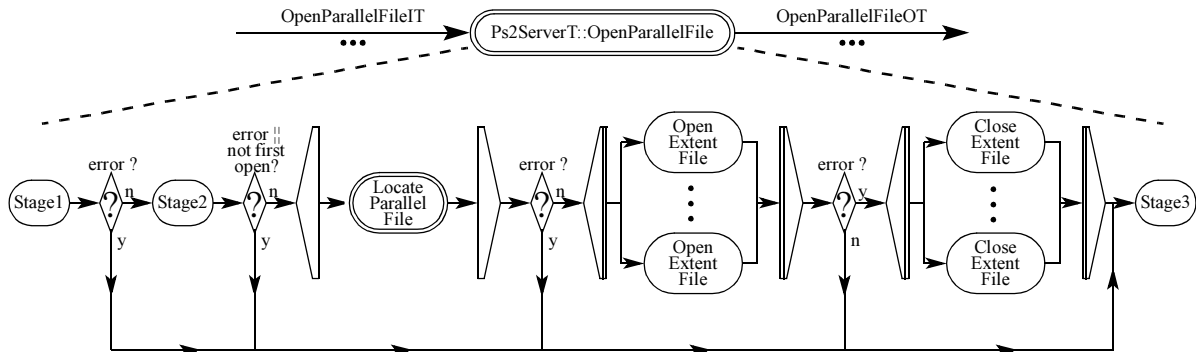 OpenParallelFileIT
Ps2ServerT::OpenParallelFile
OpenParallelFileOT
•••
•••
error ||
not first
open?
error ?
error ?
error ?
Open
Extent
File
Close
Extent
File
Stage1
?
n
Stage2
?
n
Locate
Parallel
File
?
n
?
y
Stage3
y
y
y
n
Open
Extent
File
Close
Extent
File